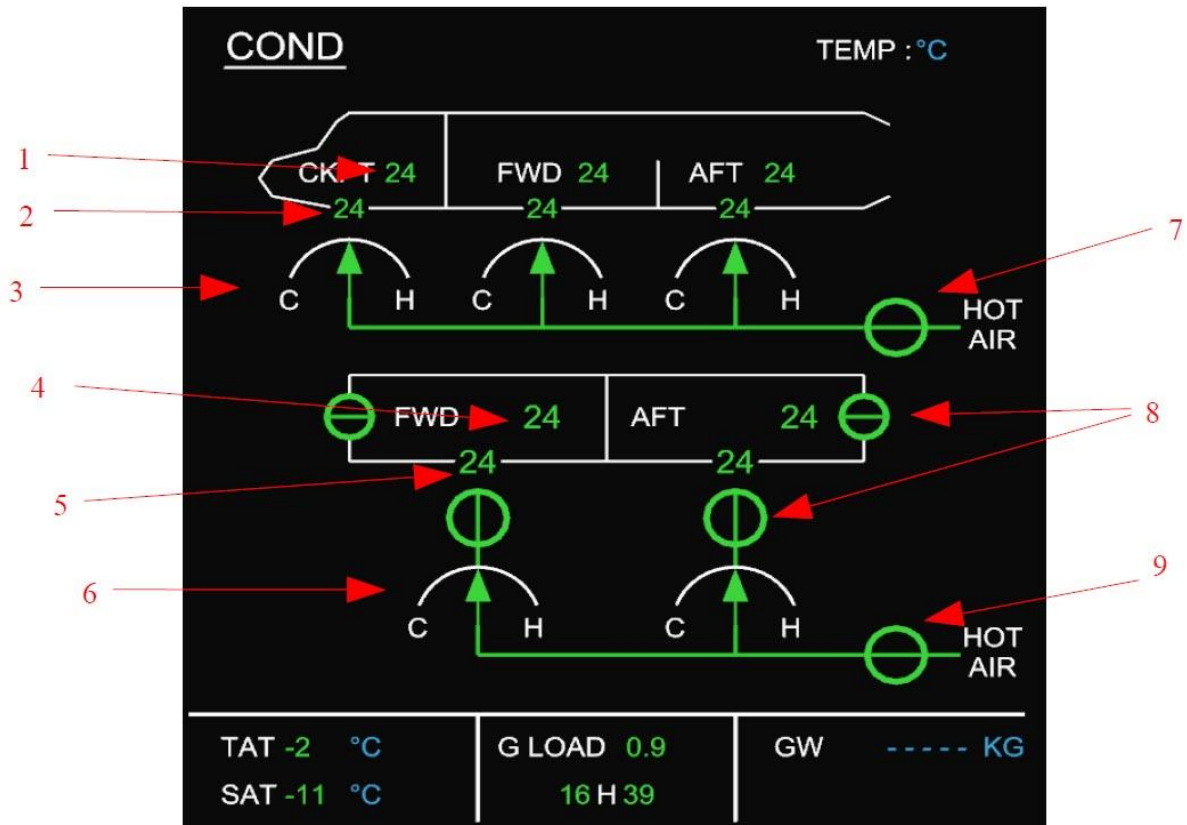 COND
TEMP : °C
1
CKPT 24 FWD 24 AFT 24
2
24 24 24
7
3
C H C H C H
HOT
AIR
4
FWD 24 AFT 24
8
24 24
5
6
9
C H C H
HOT
AIR
TAT -2 °C G LOAD 0.9 GW ----- KG
SAT -11 °C 16 H 39